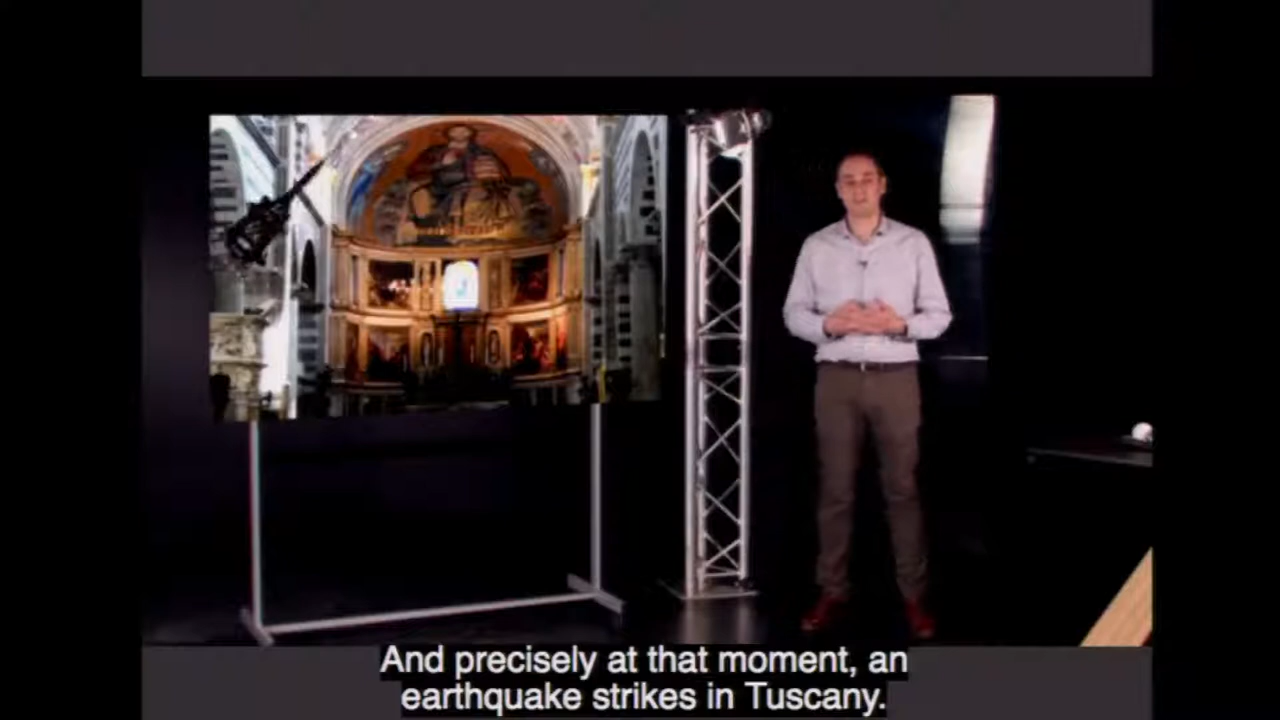 And precisely at that moment, an
earthquake strikes in Tuscany.